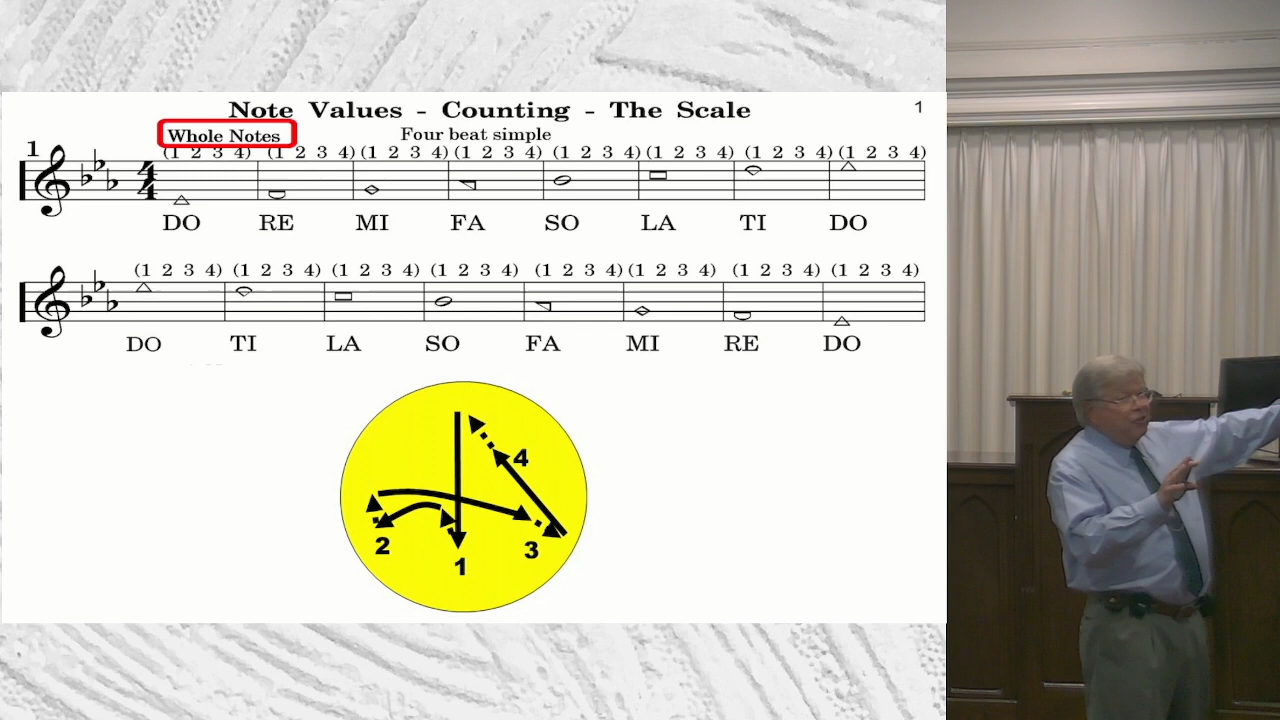 Note Values - Counting - The Scale
1
Whole Notes
Four beat simple
1
(1 2 3 4) (1 2 3 4) (1 2 3 4) (1 2 3 4) (1 2 3 4) (1 2 3 4) (1 2 3 4) (1 2 3 4)
4
4
DO RE MI FA SO LA TI DO
(1 2 3 4) (1 2 3 4) (1 2 3 4) (1 2 3 4) (1 2 3 4) (1 2 3 4) (1 2 3 4) (1 2 3 4)
DO TI LA SO FA MI RE DO
4
2
3
1